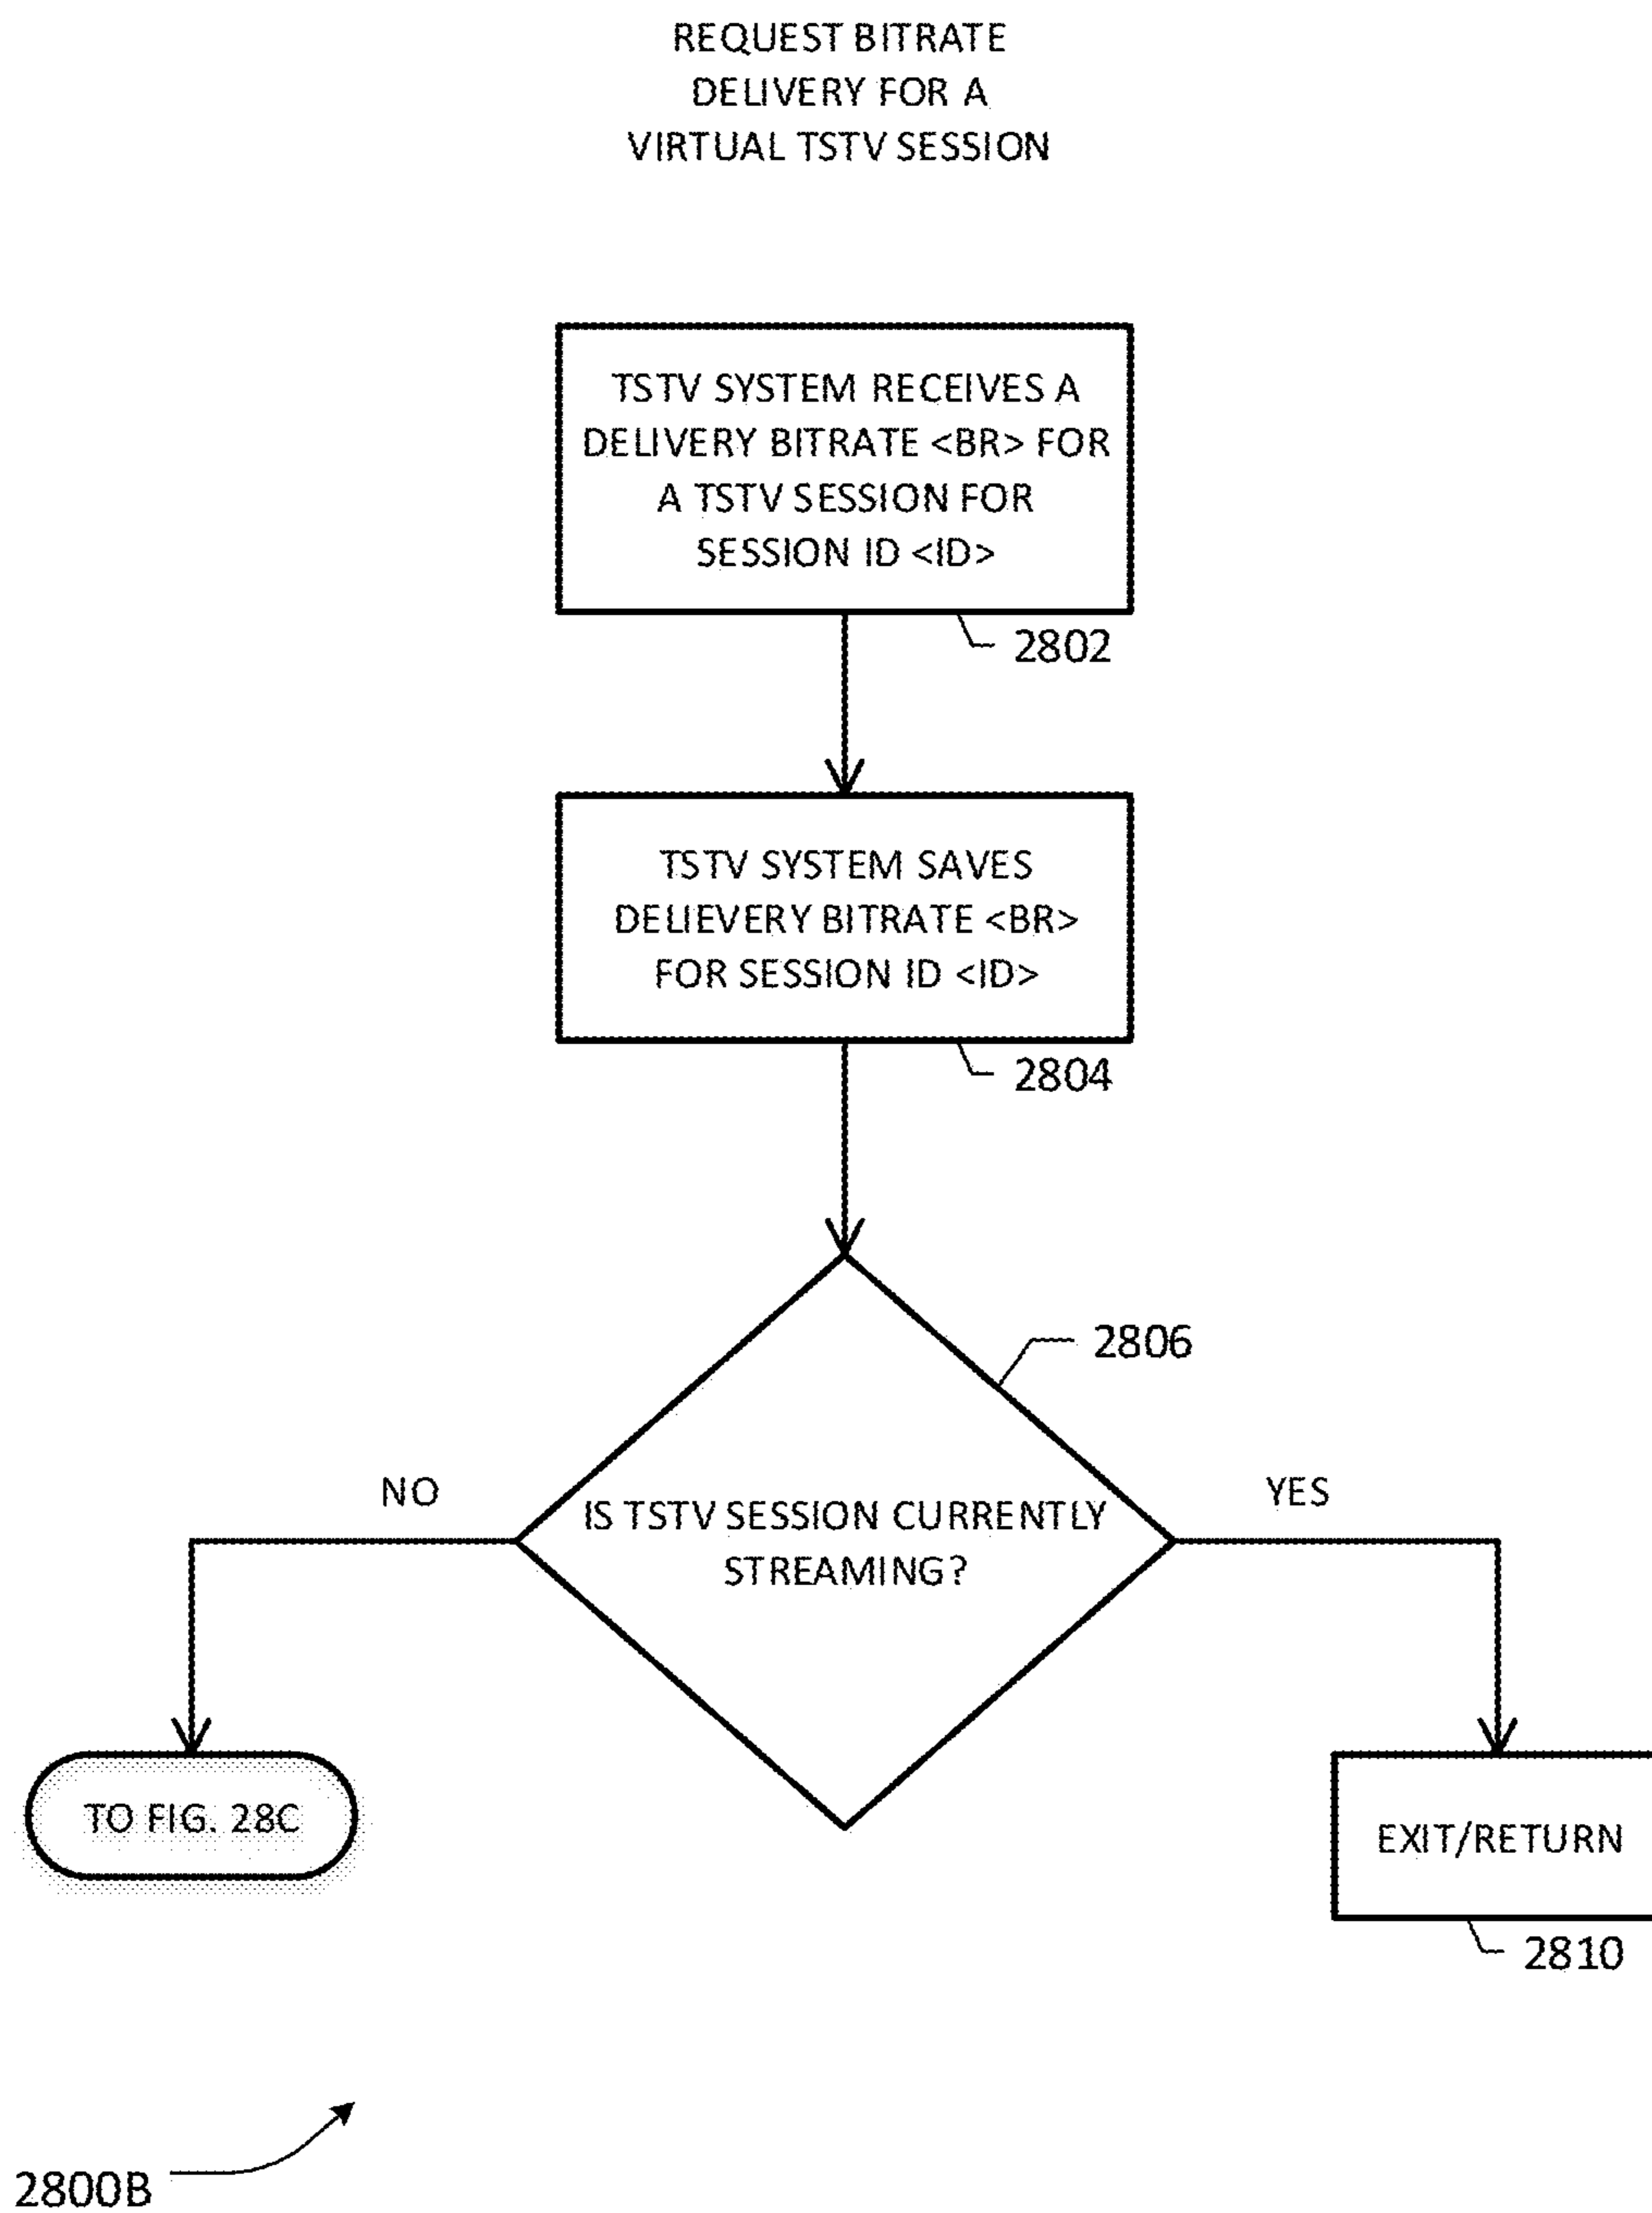 REQUEST BITRATE
DELIVERY FOR A
VIRTUAL TSTV SESSION
TSTV SYSTEM RECEIVES A
DELIVERY BITRATE <BR> FOR
A TSTV SESSION FOR
SESSION ID <ID>
2802
TSTV SYSTEM SAVES
DELIEVERY BITRATE <BR>
FOR SESSION ID <ID>
2804
2806
NO
YES
IS TSTV SESSION CURRENTLY
STREAMING?
TO FIG. 28C
EXIT/RETURN
2810
2800B